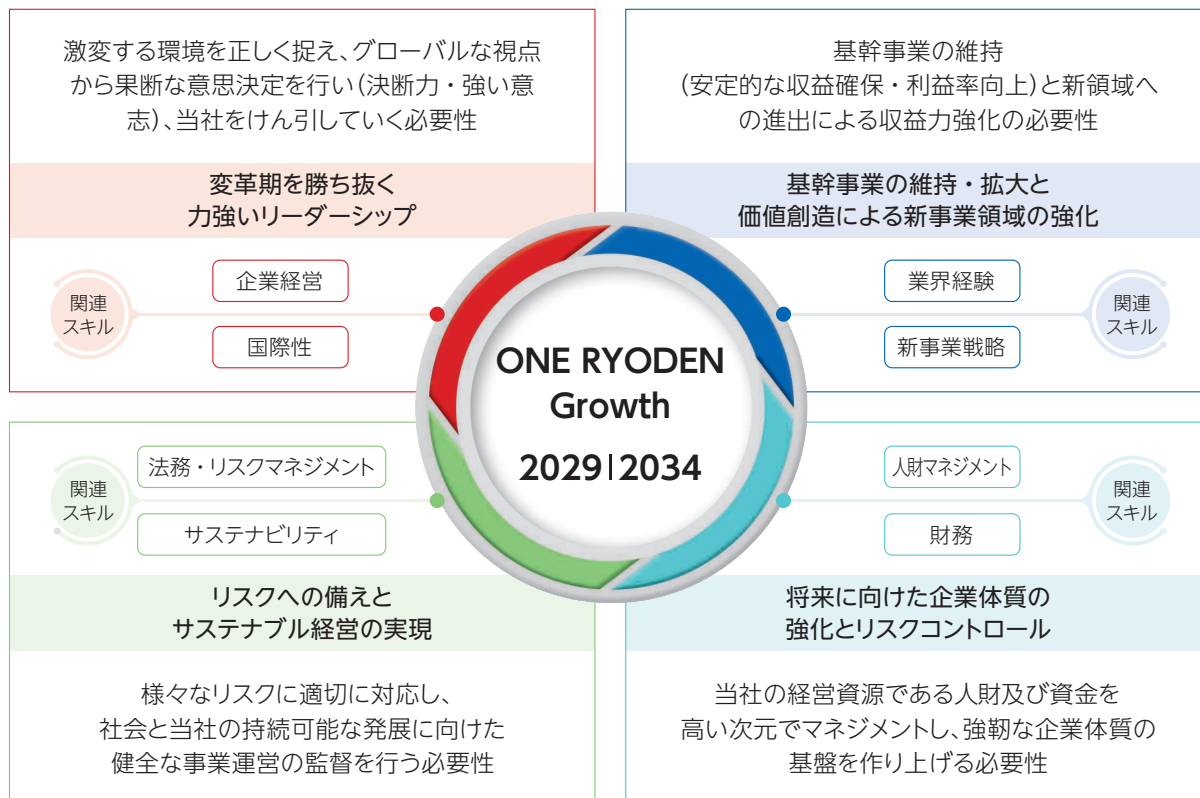 激変する環境を正しく捉え、グローバルな視点
から果断な意思決定を行い(決断力・強い意
志)、当社をけん引していく必要性
変革期を勝ち抜く
力強いリーダーシップ
関連
スキル
企業経営
国際性
基幹事業の維持
(安定的な収益確保・利益率向上)と新領域へ
の進出による収益力強化の必要性
基幹事業の維持・拡大と
価値創造による新事業領域の強化
業界経験
新事業戦略
関連
スキル
ONE RYODEN
Growth
2029|2034
関連
スキル
法務・リスクマネジメント
サステナビリティ
リスクへの備えと
サステナブル経営の実現
様々なリスクに適切に対応し、
社会と当社の持続可能な発展に向けた
健全な事業運営の監督を行う必要性
人財マネジメント
財務
関連
スキル
将来に向けた企業体質の
強化とリスクコントロール
当社の経営資源である人財及び資金を
高い次元でマネジメントし、強靭な企業体質の
基盤を作り上げる必要性